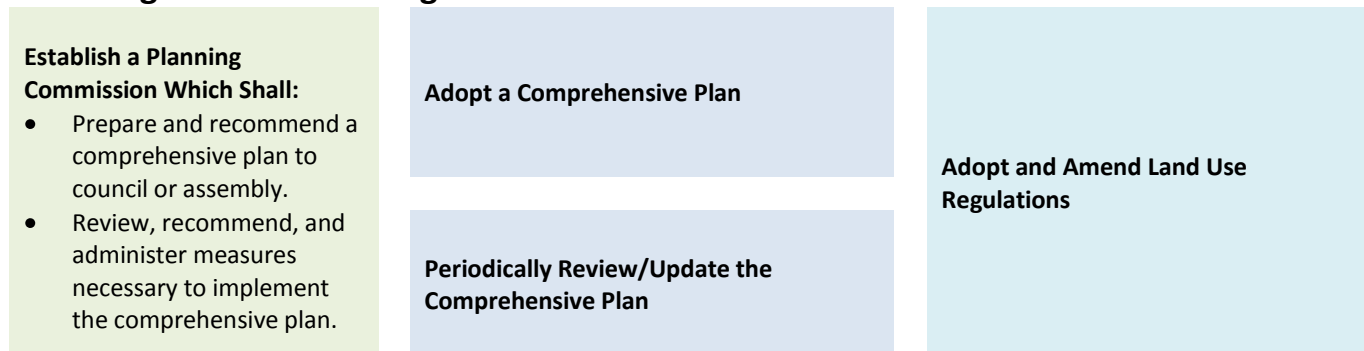 Establish a Planning
Commission Which Shall:
• Prepare and recommend a
comprehensive plan to
council or assembly.
• Review, recommend, and
administer measures
necessary to implement
the comprehensive plan.
Adopt a Comprehensive Plan
Periodically Review/Update the
Comprehensive Plan
Adopt and Amend Land Use
Regulations